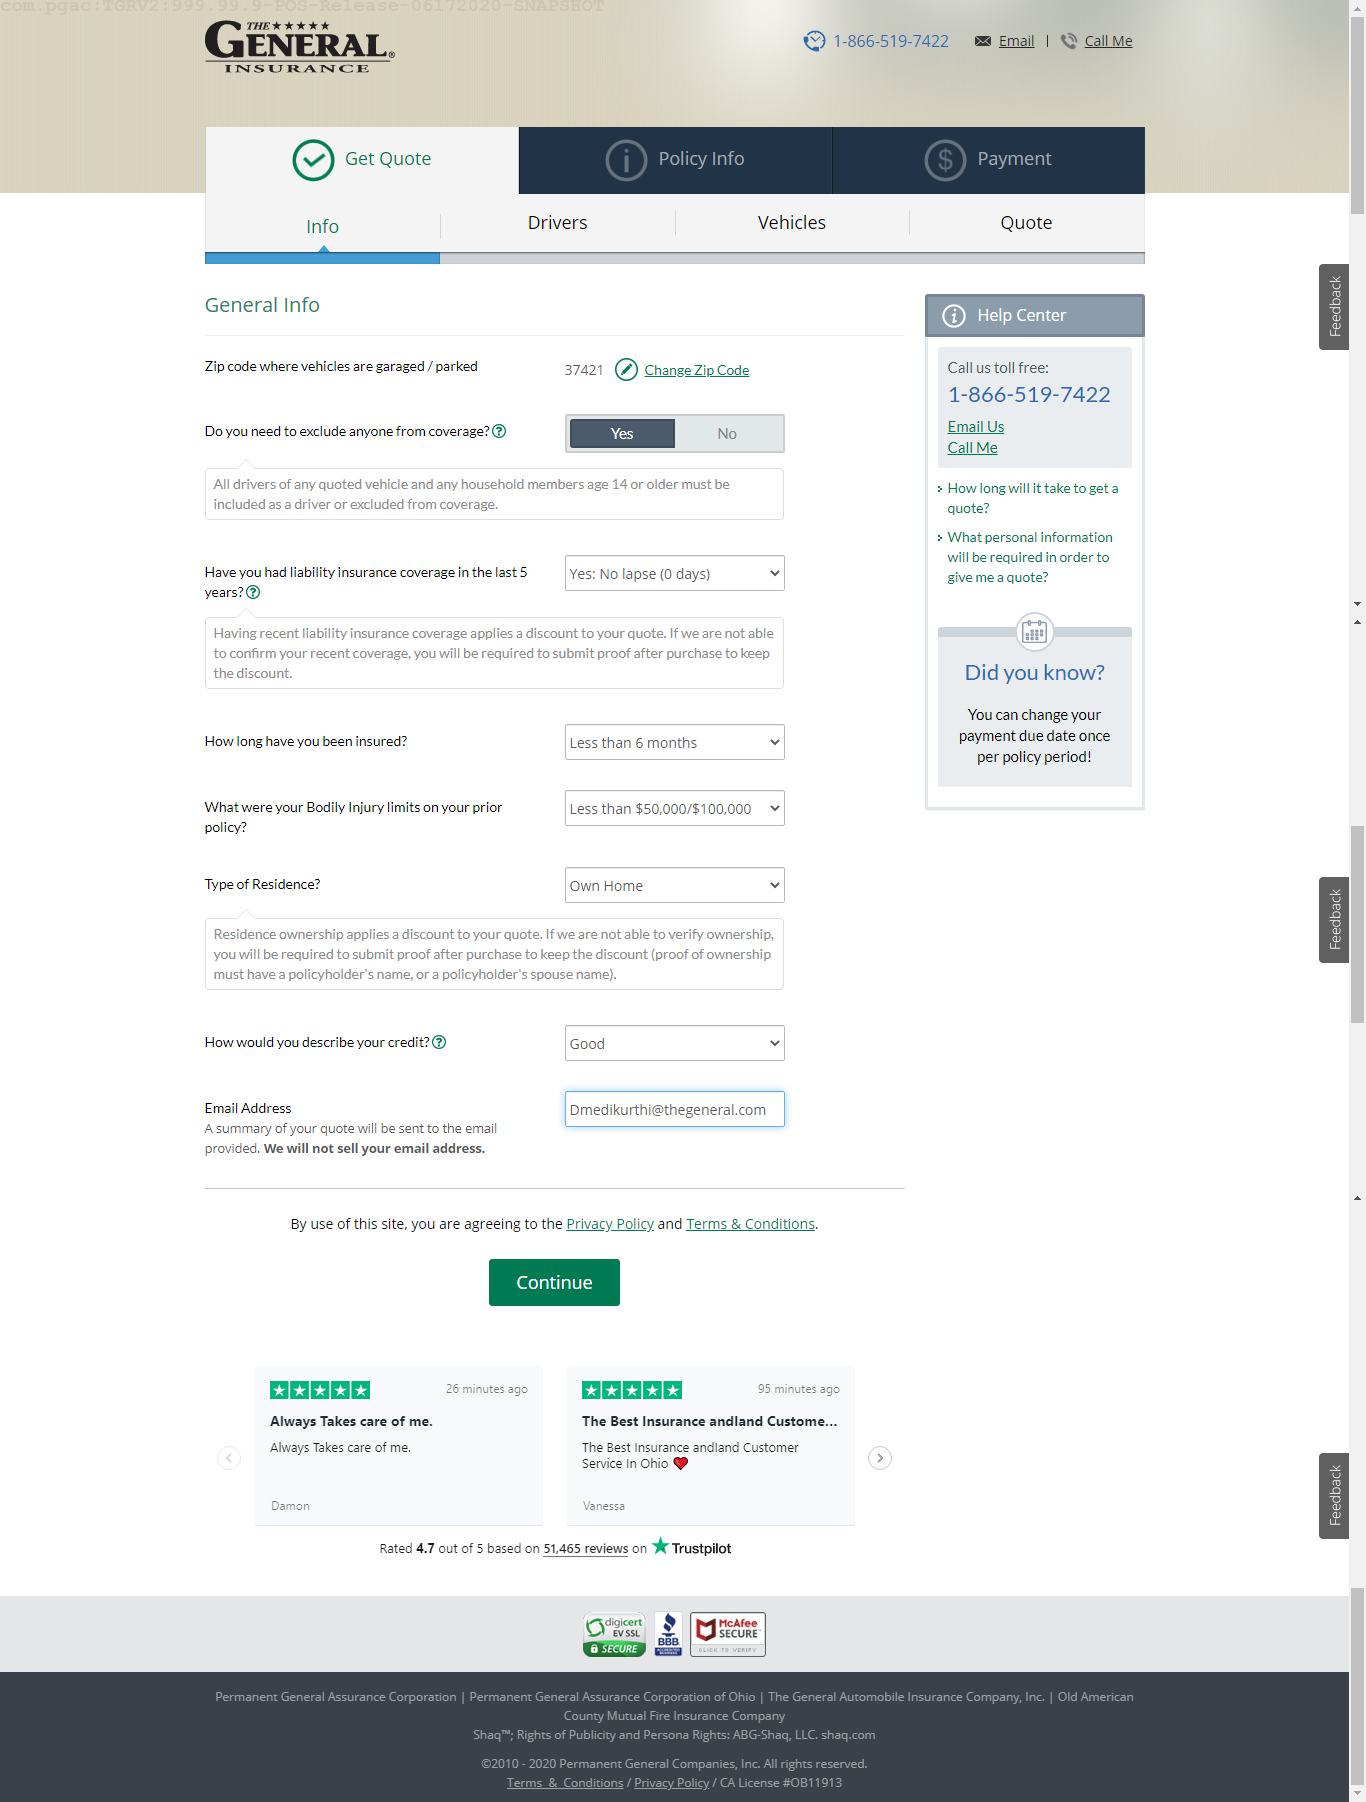 com.pgac:TGRV2:999.99.9-POS-Release-06172020-SNAPSHOT
THE
GENERAL®
INSURANCE
1-866-519-7422
Email | Call Me
Get Quote
Policy Info
Payment
Info
Drivers
Vehicles
Quote
General Info
Zip code where vehicles are garaged / parked
37421 Change Zip Code
Do you need to exclude anyone from coverage?
Yes No
All drivers of any quoted vehicle and any household members age 14 or older must be
included as a driver or excluded from coverage.
Have you had liability insurance coverage in the last 5
years?
Yes: No lapse (0 days)
Having recent liability insurance coverage applies a discount to your quote. If we are not able
to confirm your recent coverage, you will be required to submit proof after purchase to keep
the discount.
How long have you been insured?
Less than 6 months
What were your Bodily Injury limits on your prior
policy?
Less than $50,000/$100,000
Type of Residence?
Own Home
Residence ownership applies a discount to your quote. If we are not able to verify ownership,
you will be required to submit proof after purchase to keep the discount (proof of ownership
must have a policyholder's name, or a policyholder's spouse name).
How would you describe your credit?
Good
Email Address
A summary of your quote will be sent to the email
provided. We will not sell your email address.
Dmedikurthi@thegeneral.com
By use of this site, you are agreeing to the Privacy Policy and Terms & Conditions.
Continue
Help Center
Call us toll free:
1-866-519-7422
Email Us
Call Me
How long will it take to get a
quote?
What personal information
will be required in order to
give me a quote?
Did you know?
You can change your
payment due date once
per policy period!
Feedback
Feedback
Feedback
26 minutes ago
Always Takes care of me.
Always Takes care of me.
Damon
95 minutes ago
The Best Insurance andland Custome...
The Best Insurance andland Customer
Service In Ohio ❤
Vanessa
Rated 4.7 out of 5 based on 51,465 reviews on Trustpilot
digicert
EV SSL
SECURE
BBB
ACCREDITED
BUSINESS
McAfee
SECURE
CLICK TO VERIFY
Permanent General Assurance Corporation | Permanent General Assurance Corporation of Ohio | The General Automobile Insurance Company, Inc. | Old American
County Mutual Fire Insurance Company
Shaq™; Rights of Publicity and Persona Rights: ABG-Shaq, LLC. shaq.com
©2010 - 2020 Permanent General Companies, Inc. All rights reserved.
Terms & Conditions / Privacy Policy / CA License #OB11913